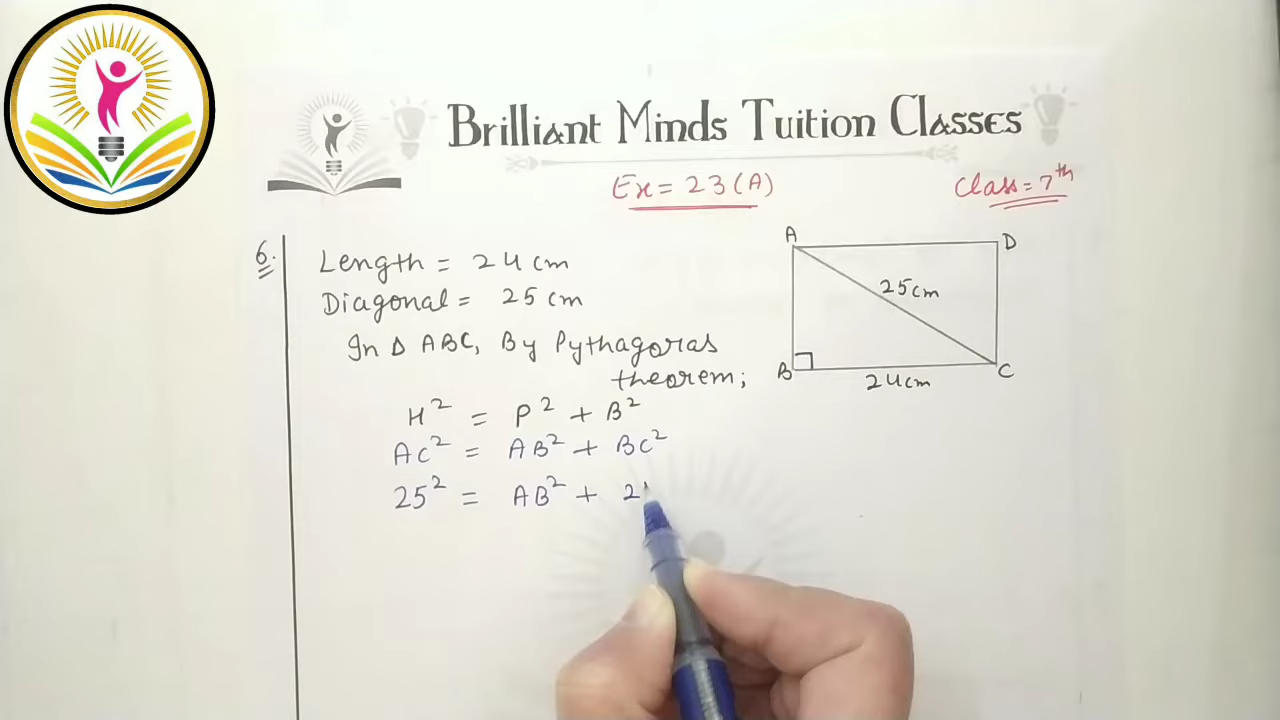 Brilliant Minds Tuition Classes
Ex = 23 (A)
Class = 7th
6.
Length = 24 cm
Diagonal = 25 cm
In Δ ABC, By Pythagoras
theorem;
H² = P² + B²
AC² = AB² + BC²
25² = AB² + 2
A
D
25cm
B
24cm
C